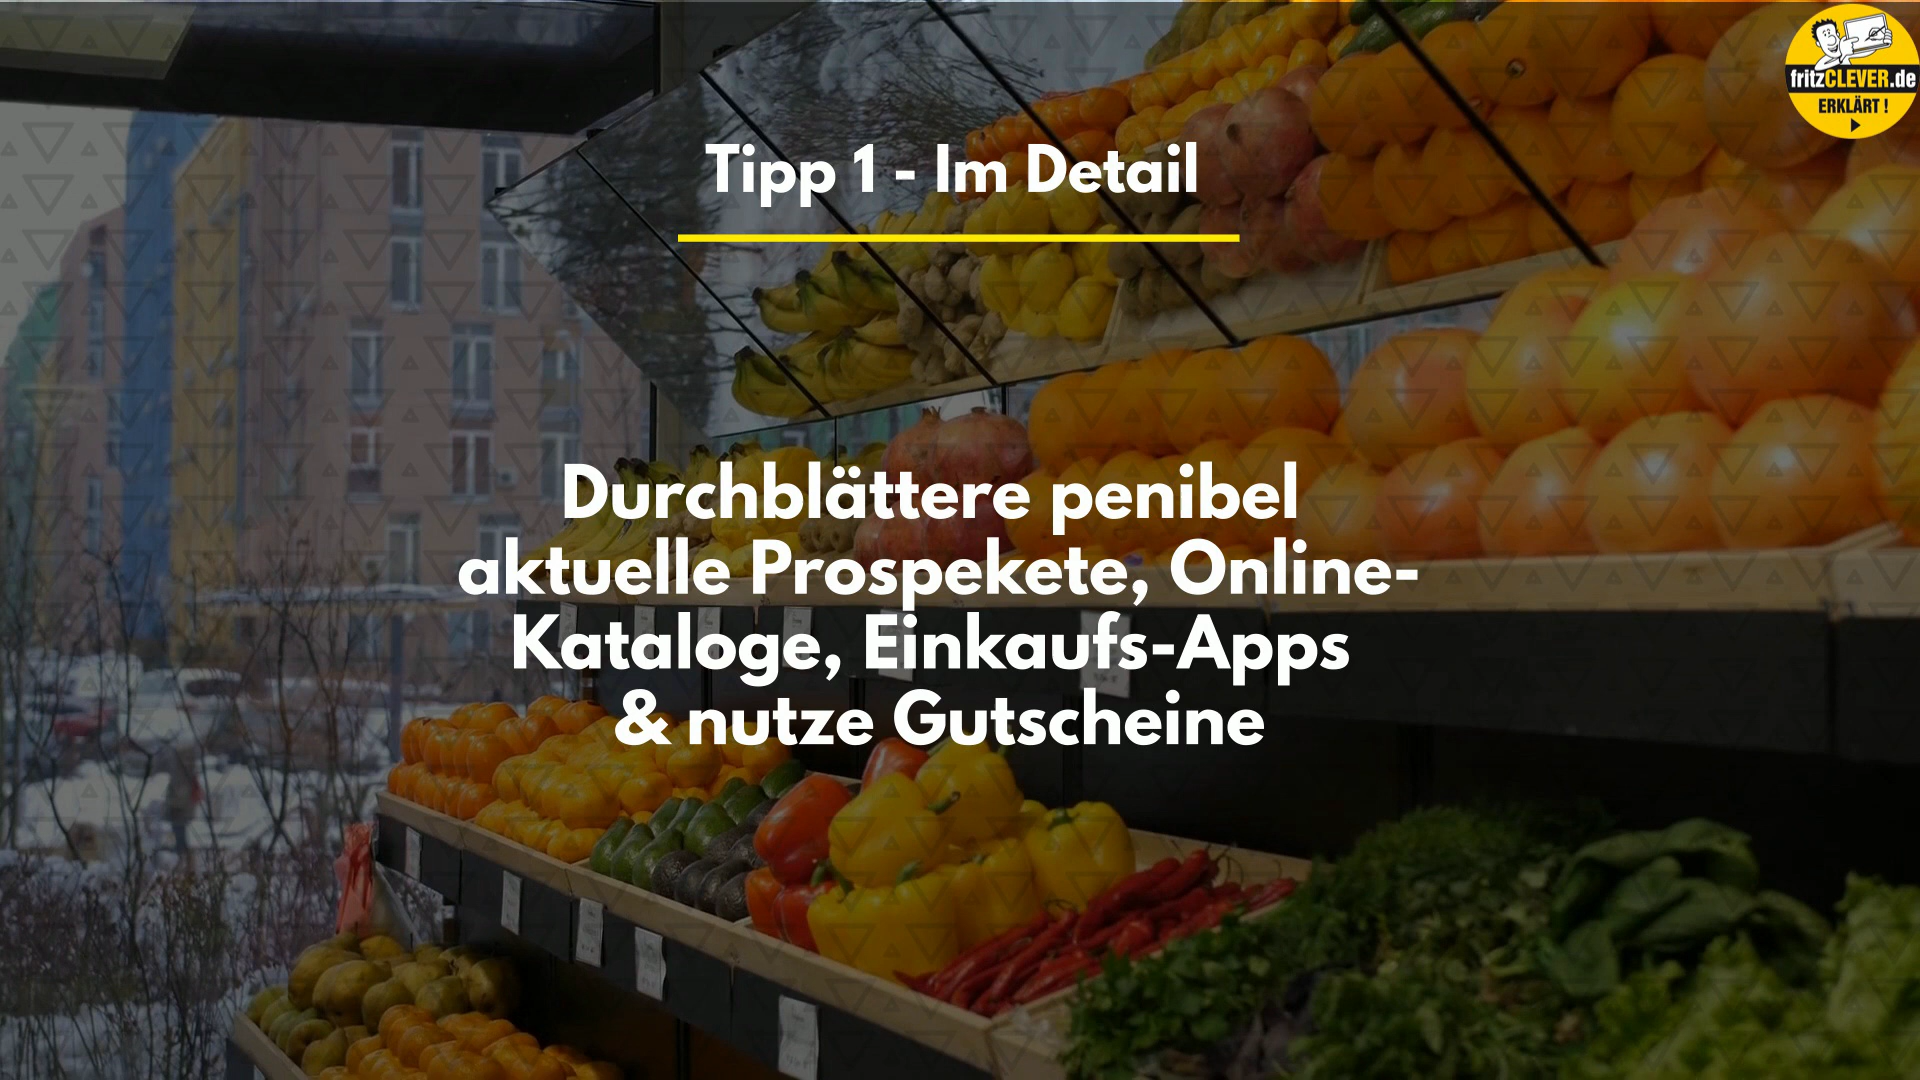 fritzCLEVER.de
ERKLÄRT !
Tipp 1 - Im Detail
Durchblättere penibel
aktuelle Prospekete, Online-
Kataloge, Einkaufs-Apps
& nutze Gutscheine